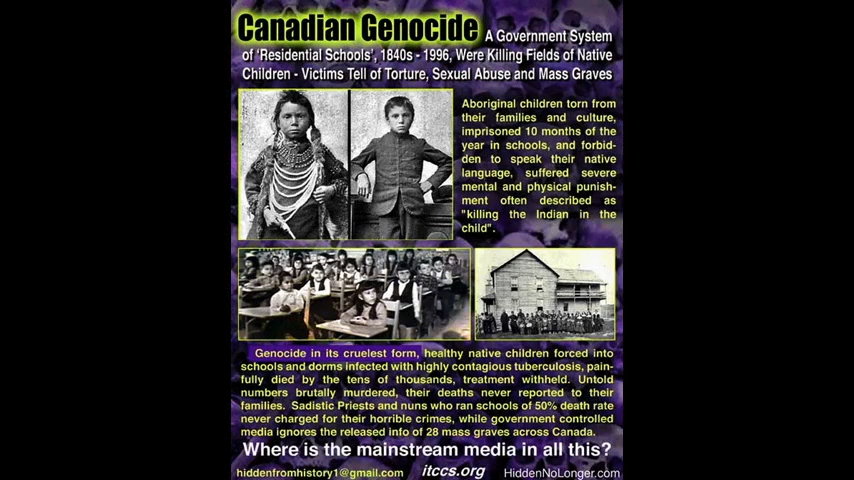 Canadian Genocide A Government System
of 'Residential Schools', 1840s - 1996, Were Killing Fields of Native
Children - Victims Tell of Torture, Sexual Abuse and Mass Graves
Aboriginal children torn from
their families and culture,
imprisoned 10 months of the
year in schools, and forbid-
den to speak their native
language, suffered severe
mental and physical punish-
ment often described as
"killing the Indian in the
child".
Genocide in its cruelest form, healthy native children forced into
schools and dorms infected with highly contagious tuberculosis, pain-
fully died by the tens of thousands, treatment withheld. Untold
numbers brutally murdered, their deaths never reported to their
families. Sadistic Priests and nuns who ran schools of 50% death rate
never charged for their horrible crimes, while government controlled
media ignores the released info of 28 mass graves across Canada.
Where is the mainstream media in all this?
hiddenfromhistory1@gmail.com itccs.org HiddenNoLonger.com